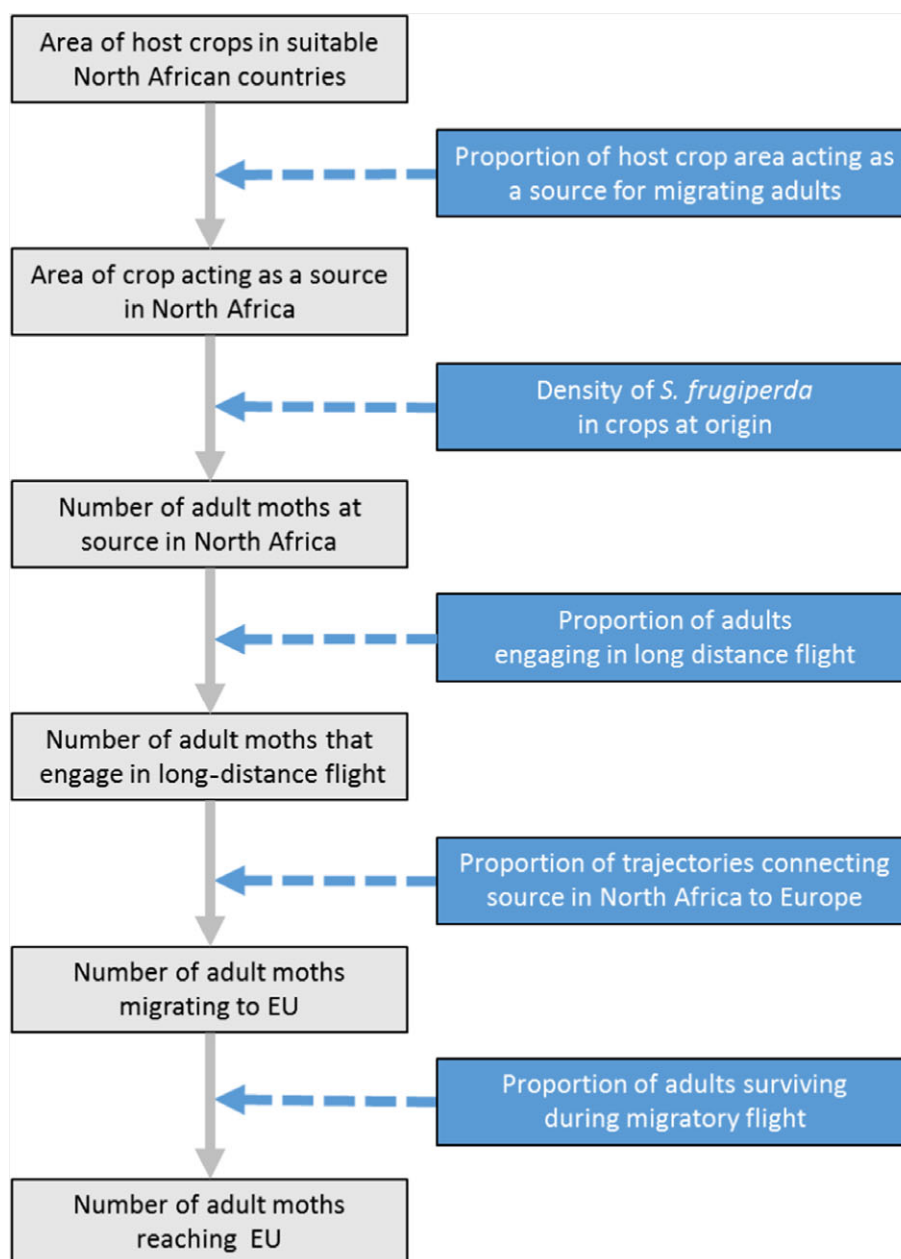 Area of host crops in suitable
North African countries
Proportion of host crop area acting as
a source for migrating adults
Area of crop acting as a source
in North Africa
Density of S. frugiperda
in crops at origin
Number of adult moths at
source in North Africa
Proportion of adults
engaging in long distance flight
Number of adult moths that
engage in long-distance flight
Proportion of trajectories connecting
source in North Africa to Europe
Number of adult moths
migrating to EU
Proportion of adults surviving
during migratory flight
Number of adult moths
reaching EU